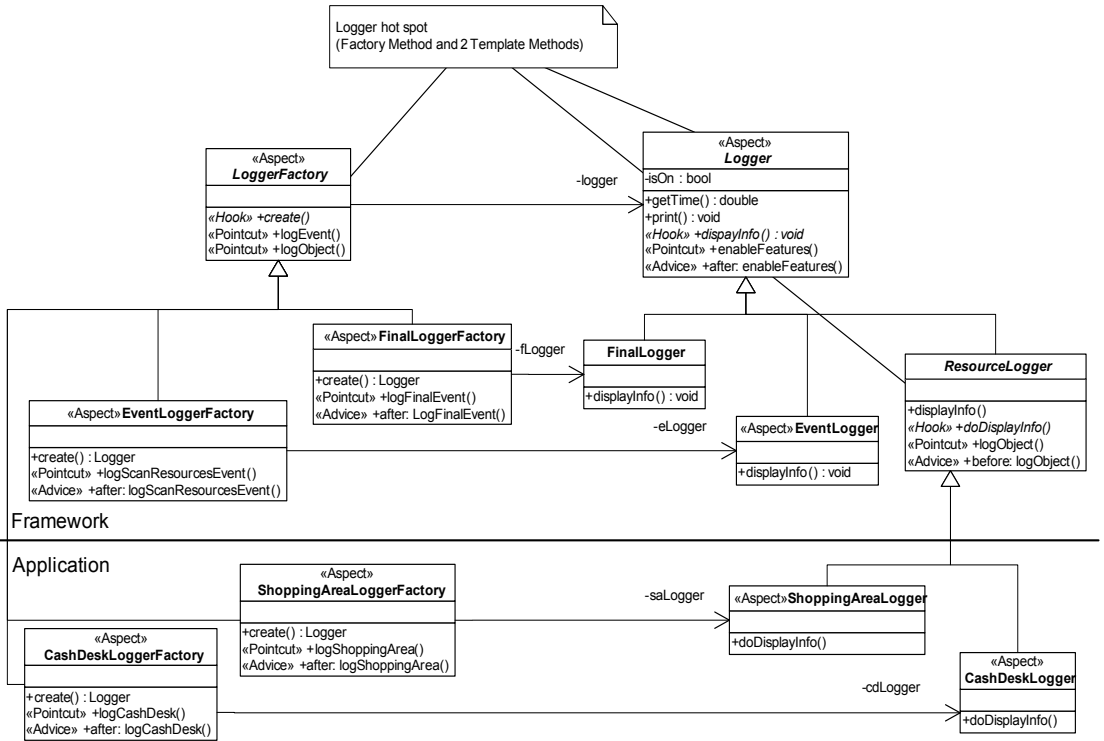 Logger hot spot
(Factory Method and 2 Template Methods)
«Aspect»
LoggerFactory
«Hook» +create()
«Pointcut» +logEvent()
«Pointcut» +logObject()
-logger
«Aspect»
Logger
-isOn : bool
+getTime() : double
+print() : void
«Hook» +dispayInfo() : void
«Pointcut» +enableFeatures()
«Advice» +after: enableFeatures()
«Aspect»FinalLoggerFactory
+create() : Logger
«Pointcut» +logFinalEvent()
«Advice» +after: LogFinalEvent()
-fLogger
FinalLogger
+displayInfo() : void
ResourceLogger
+displayInfo()
«Hook» +doDisplayInfo()
«Pointcut» +logObject()
«Advice» +before: logObject()
«Aspect»EventLoggerFactory
+create() : Logger
«Pointcut» +logScanResourcesEvent()
«Advice» +after: logScanResourcesEvent()
-eLogger
«Aspect»EventLogger
+displayInfo() : void
Framework
Application
«Aspect»
ShoppingAreaLoggerFactory
+create() : Logger
«Pointcut» +logShoppingArea()
«Advice» +after: logShoppingArea()
-saLogger
«Aspect»ShoppingAreaLogger
+doDisplayInfo()
«Aspect»
CashDeskLoggerFactory
+create() : Logger
«Pointcut» +logCashDesk()
«Advice» +after: logCashDesk()
-cdLogger
«Aspect»
CashDeskLogger
+doDisplayInfo()